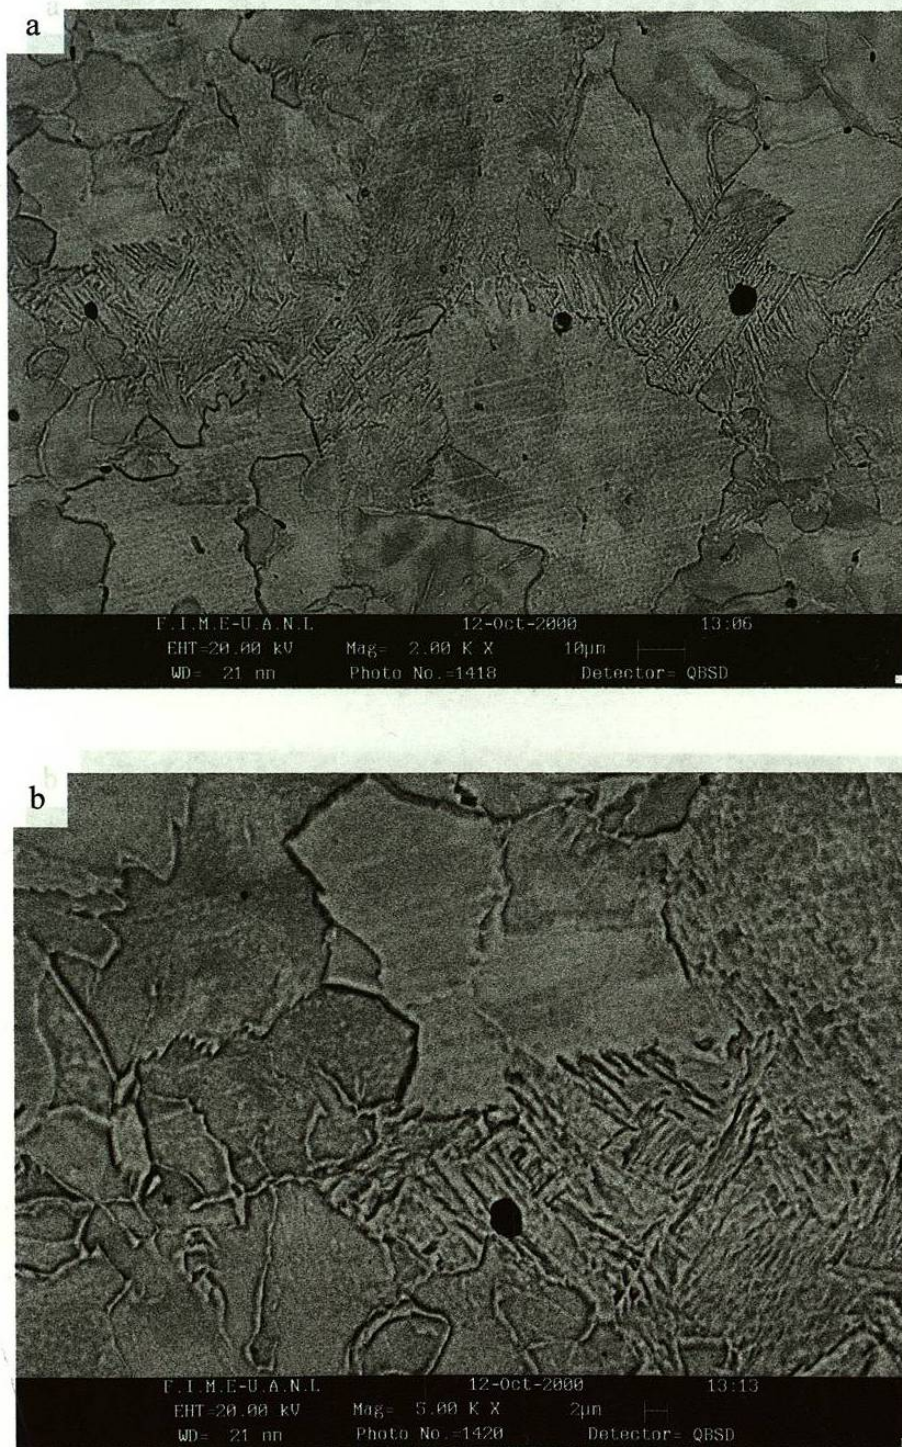 a
F.I.M.E-U.A.N.L 12-Oct-2000 13:06
EHT=20.00 kV Mag= 2.00 K X 10µm
WD= 21 nm Photo No.=1418 Detector= QBSD
b
F.I.M.E-U.A.N.L 12-Oct-2000 13:13
EHT=20.00 kV Mag= 5.00 K X 2µm
WD= 21 nm Photo No.=1420 Detector= QBSD